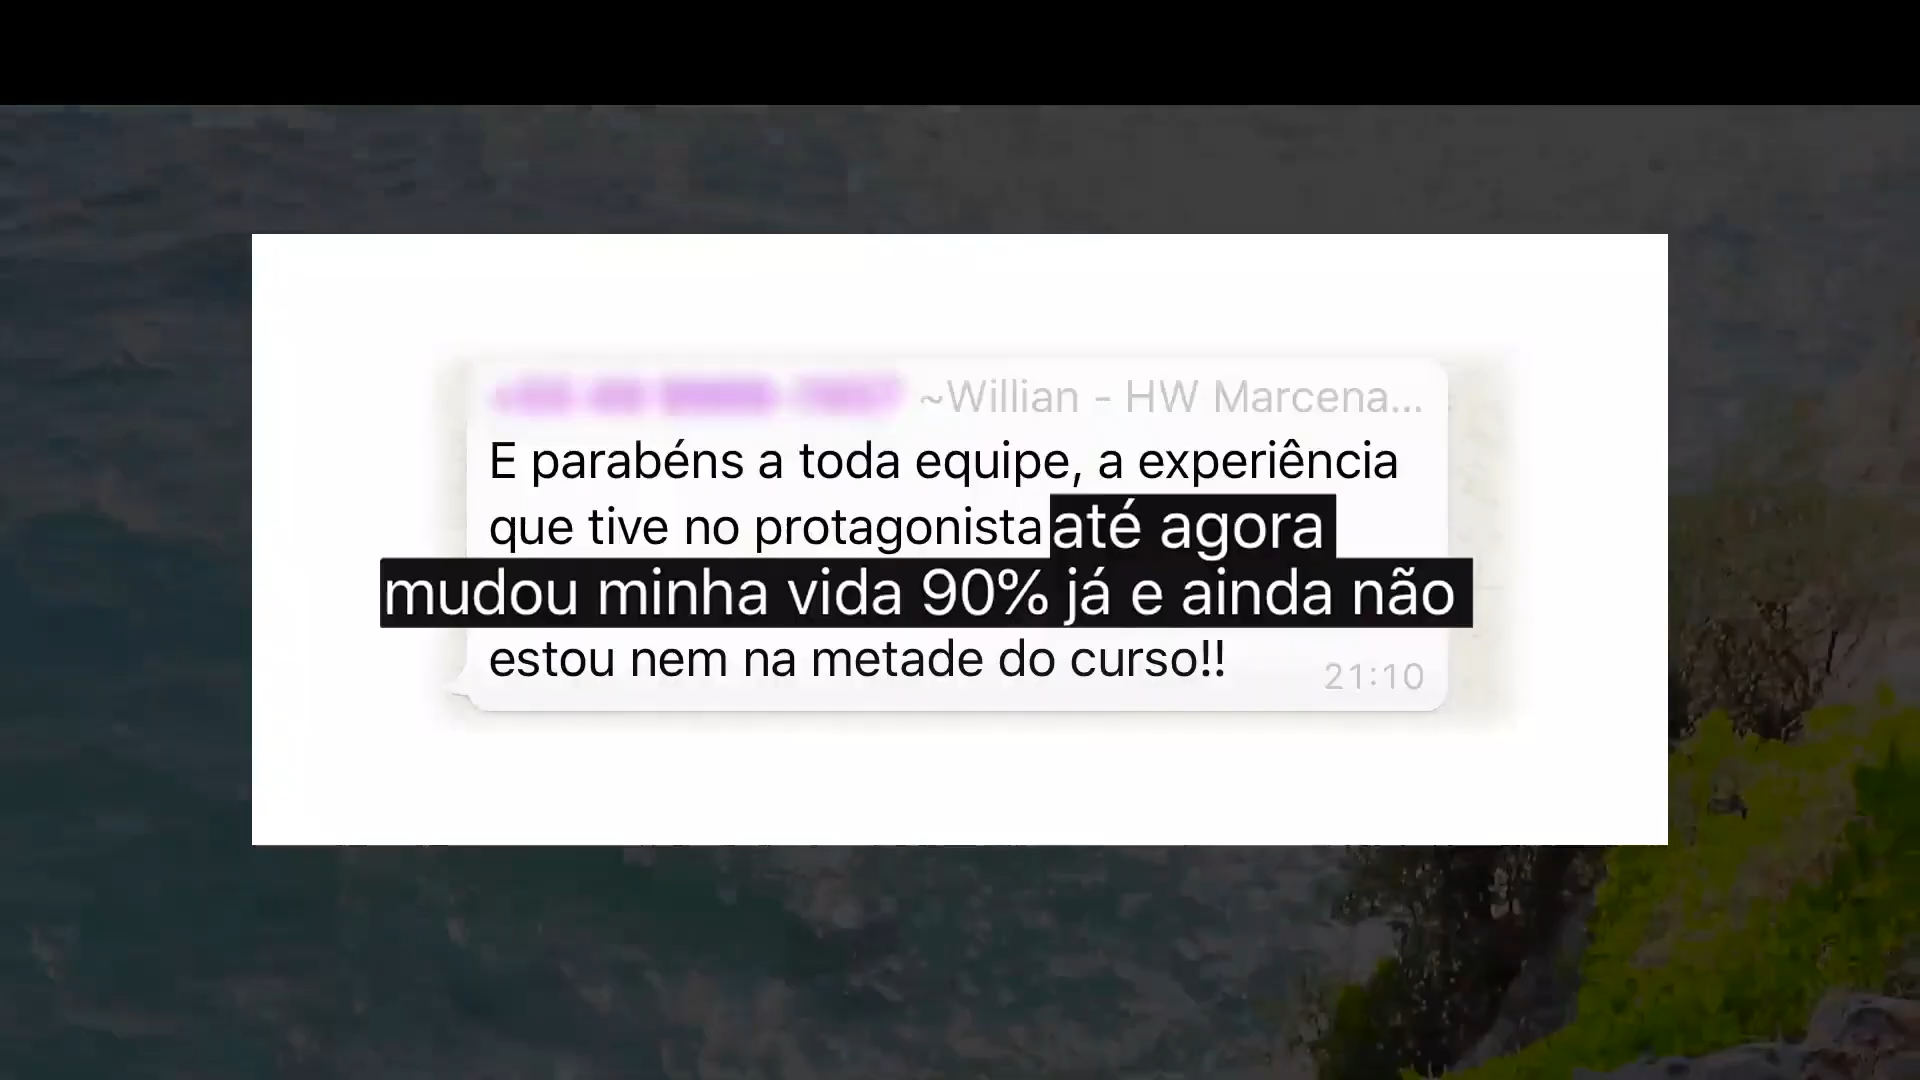 ~Willian - HW Marcena...
E parabéns a toda equipe, a experiência
que tive no protagonista até agora
mudou minha vida 90% já e ainda não
estou nem na metade do curso!!
21:10